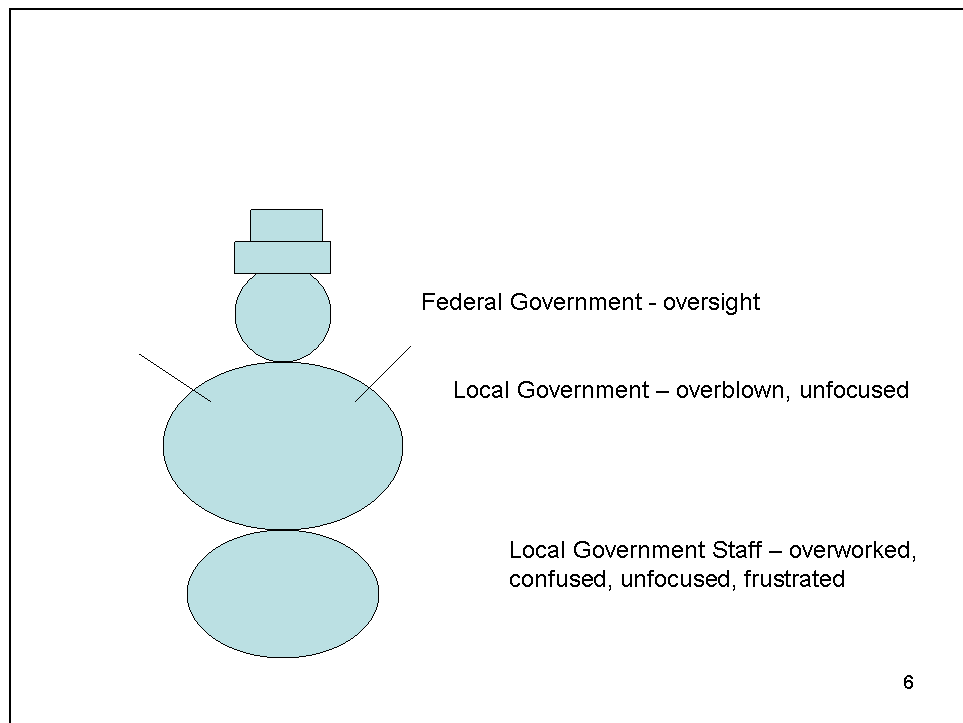 Federal Government - oversight
Local Government – overblown, unfocused
Local Government Staff – overworked,
confused, unfocused, frustrated
6